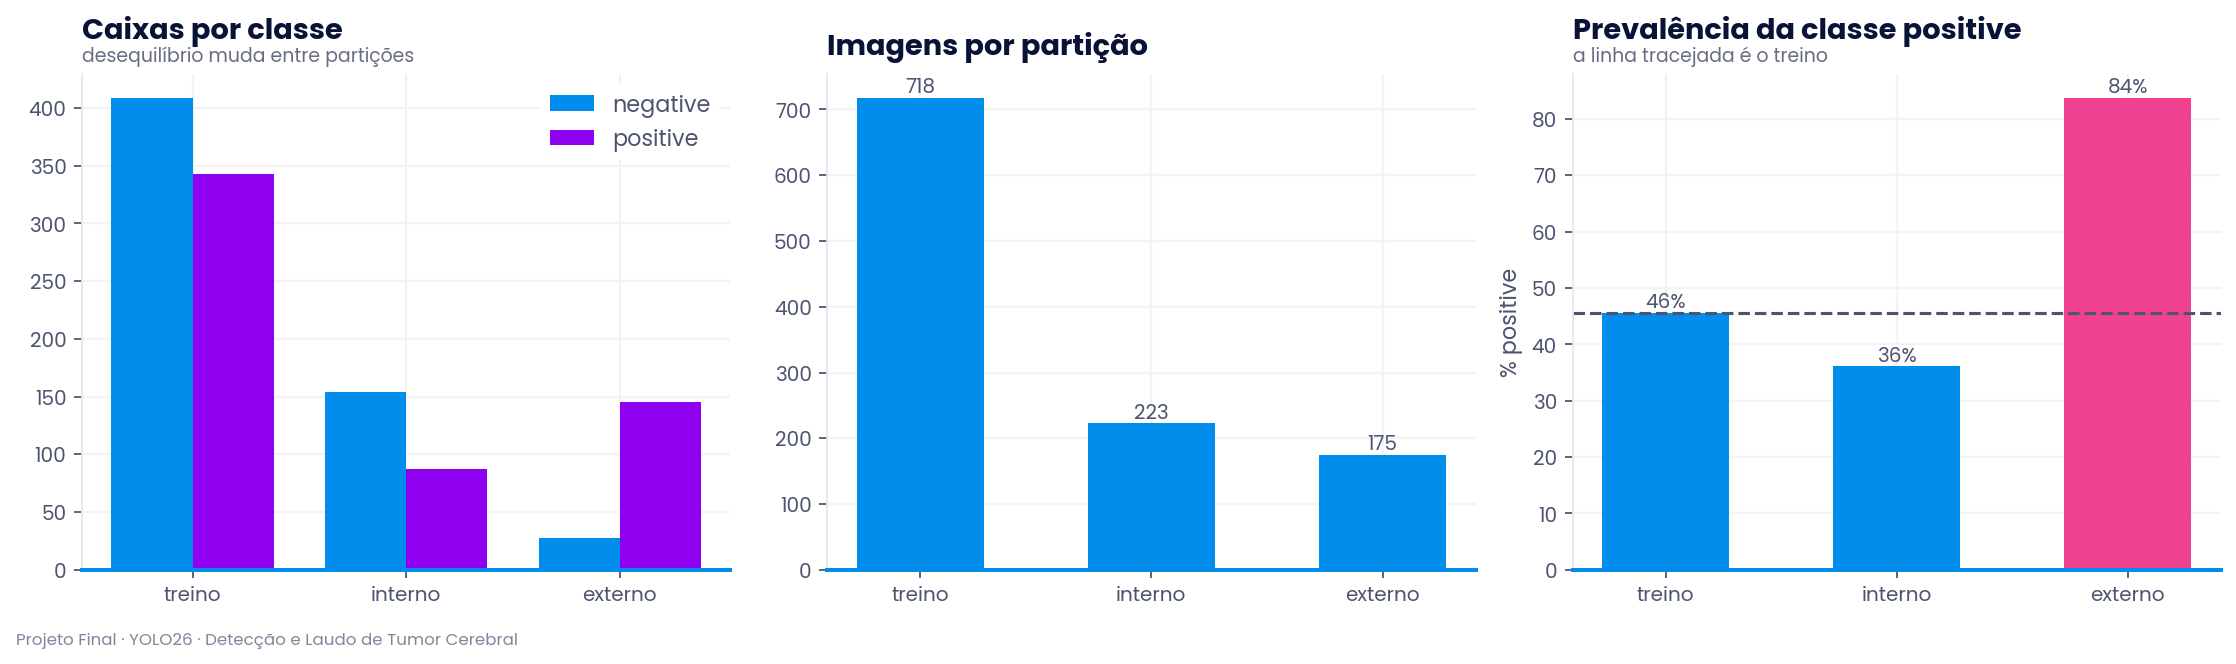 Caixas por classe
desequilíbrio muda entre partições
400
350
300
250
200
150
100
50
0
negative
positive
treino
interno
externo
Imagens por partição
700
600
500
400
300
200
100
0
718
223
175
treino
interno
externo
Prevalência da classe positive
a linha tracejada é o treino
% positive
80
70
60
50
40
30
20
10
0
46%
36%
84%
treino
interno
externo
Projeto Final · YOLO26 · Detecção e Laudo de Tumor Cerebral